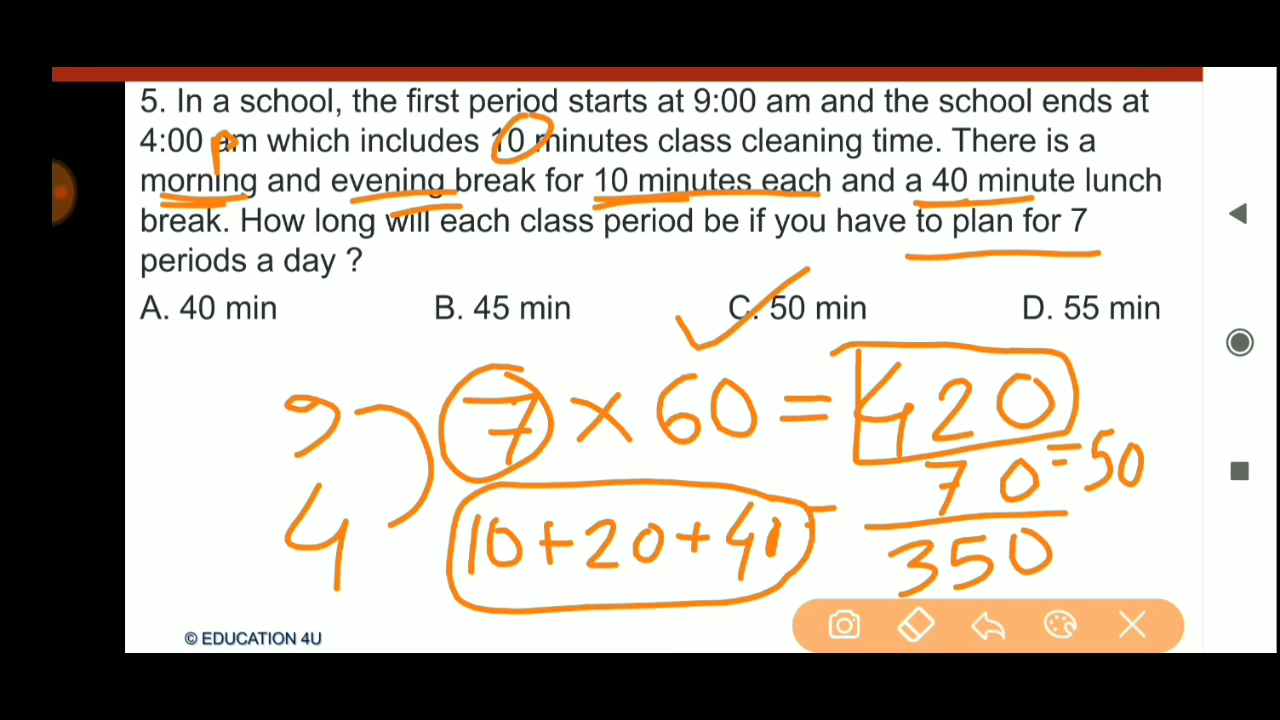 5. In a school, the first period starts at 9:00 am and the school ends at
4:00 am which includes 10 minutes class cleaning time. There is a
morning and evening break for 10 minutes each and a 40 minute lunch
break. How long will each class period be if you have to plan for 7
periods a day ?
A. 40 min B. 45 min C. 50 min D. 55 min
p
9 7 × 60 = 420
70 = 50
4 10+20+40 -
350
© EDUCATION 4U